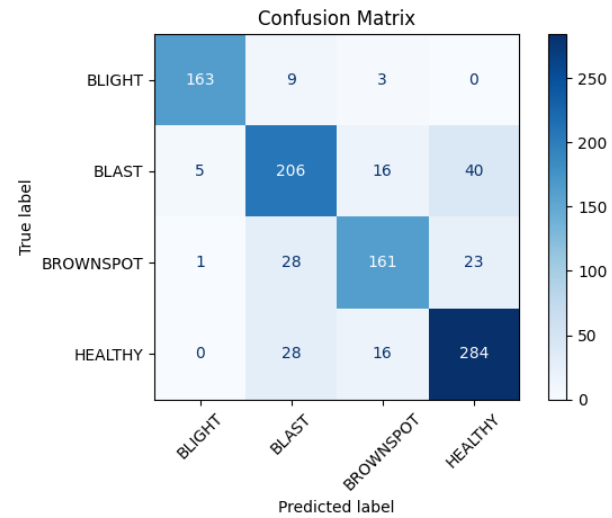 Confusion Matrix
True label
BLIGHT 163 9 3 0
BLAST 5 206 16 40
BROWNSPOT 1 28 161 23
HEALTHY 0 28 16 284
BLIGHT BLAST BROWNSPOT HEALTHY
Predicted label
250
200
150
100
50
0